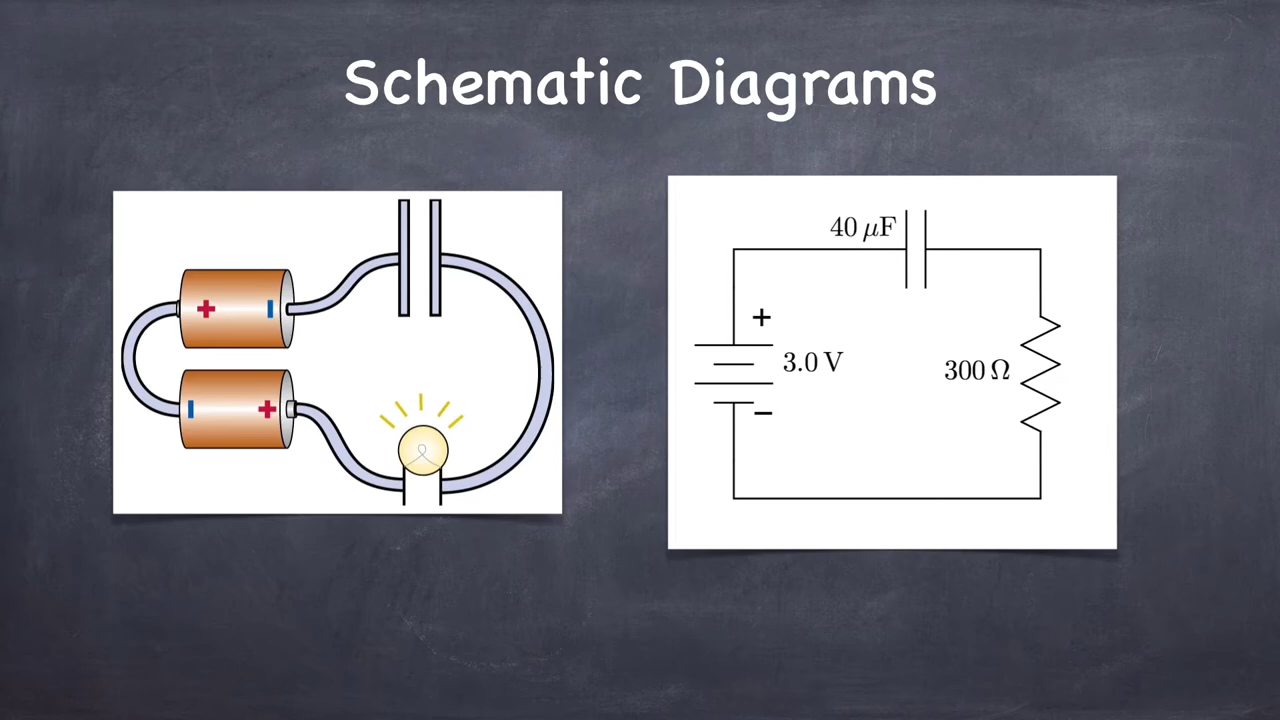 Schematic Diagrams
+ −
− +
40 μF
+
3.0 V
300 Ω
−